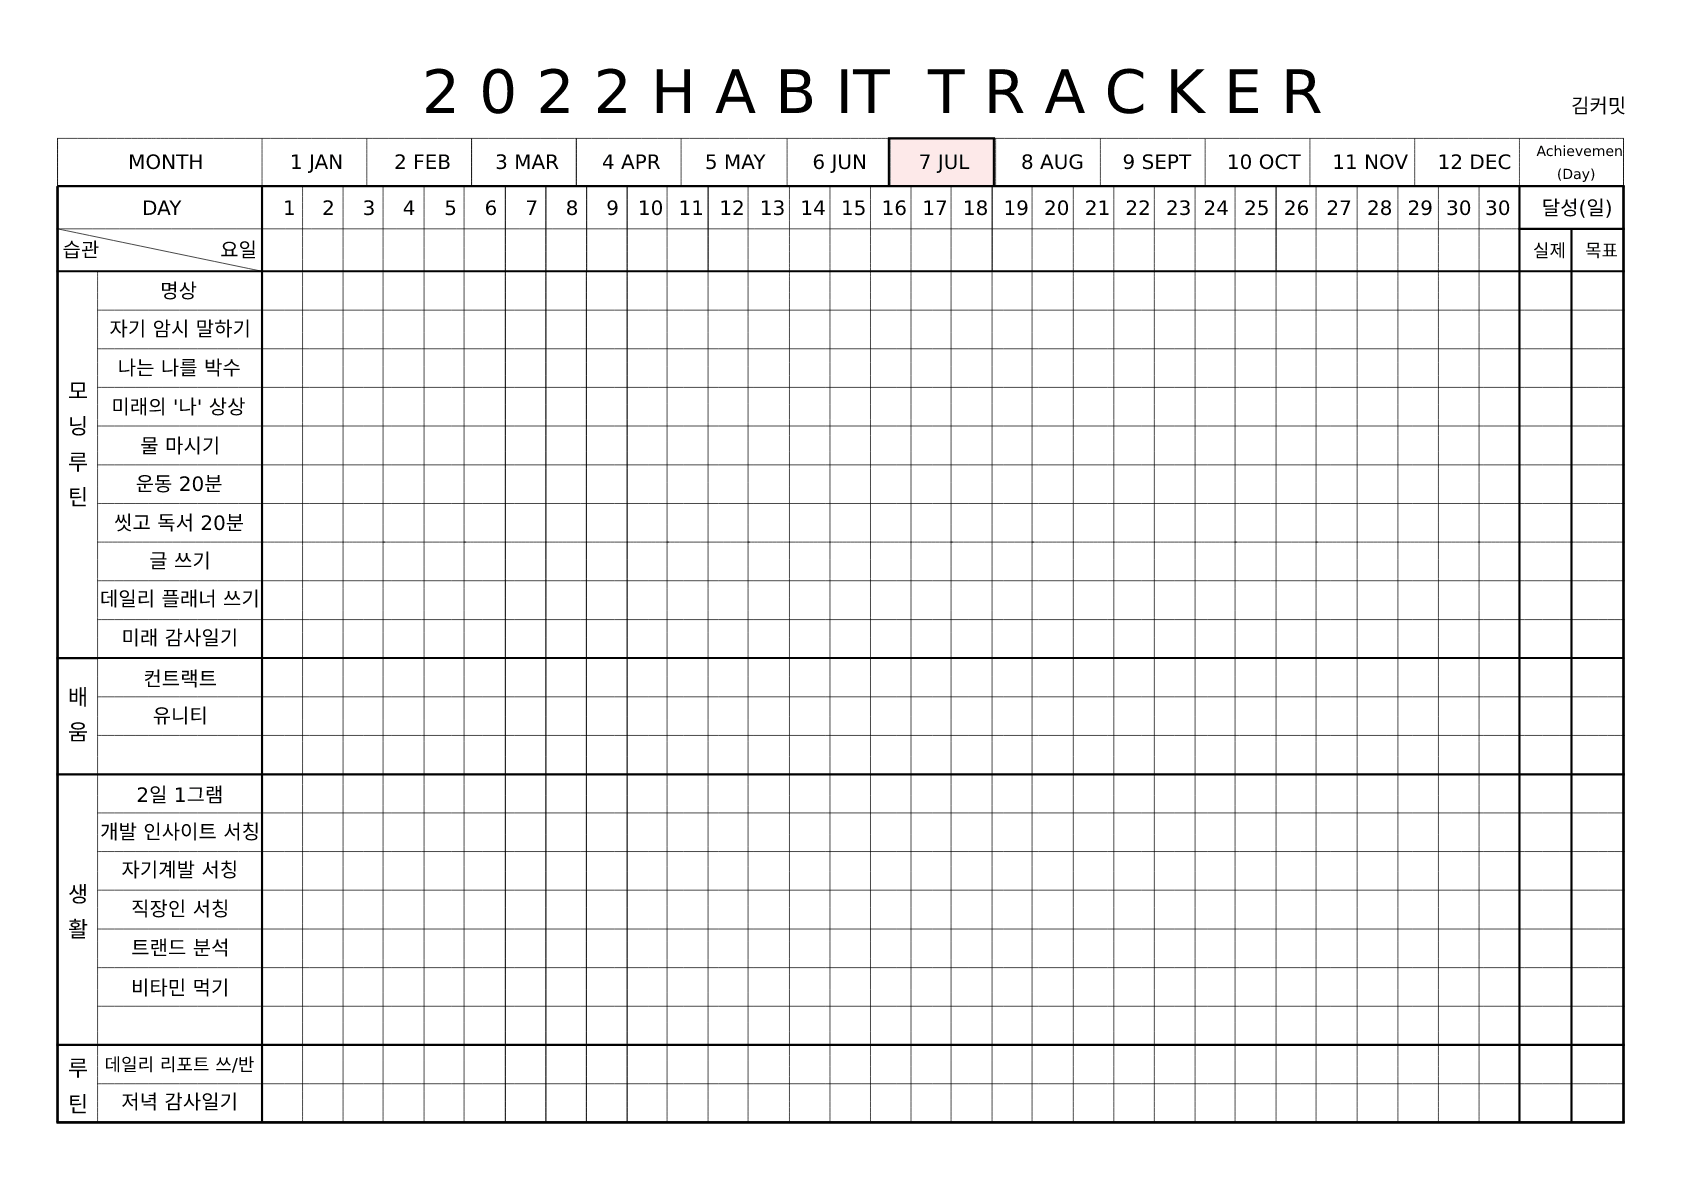 2022HABIT TRACKER
김커밋
MONTH 1 JAN 2 FEB 3 MAR 4 APR 5 MAY 6 JUN 7 JUL 8 AUG 9 SEPT 10 OCT 11 NOV 12 DEC Achievemen
(Day)
DAY 1 2 3 4 5 6 7 8 9 10 11 12 13 14 15 16 17 18 19 20 21 22 23 24 25 26 27 28 29 30 30 달성(일)
습관 요일 실제 목표
모닝루틴
명상
자기 암시 말하기
나는 나를 박수
미래의 '나' 상상
물 마시기
운동 20분
씻고 독서 20분
글 쓰기
데일리 플래너 쓰기
미래 감사일기
배움
컨트랙트
유니티
생활
2일 1그램
개발 인사이트 서칭
자기계발 서칭
직장인 서칭
트랜드 분석
비타민 먹기
루틴
데일리 리포트 쓰/반
저녁 감사일기